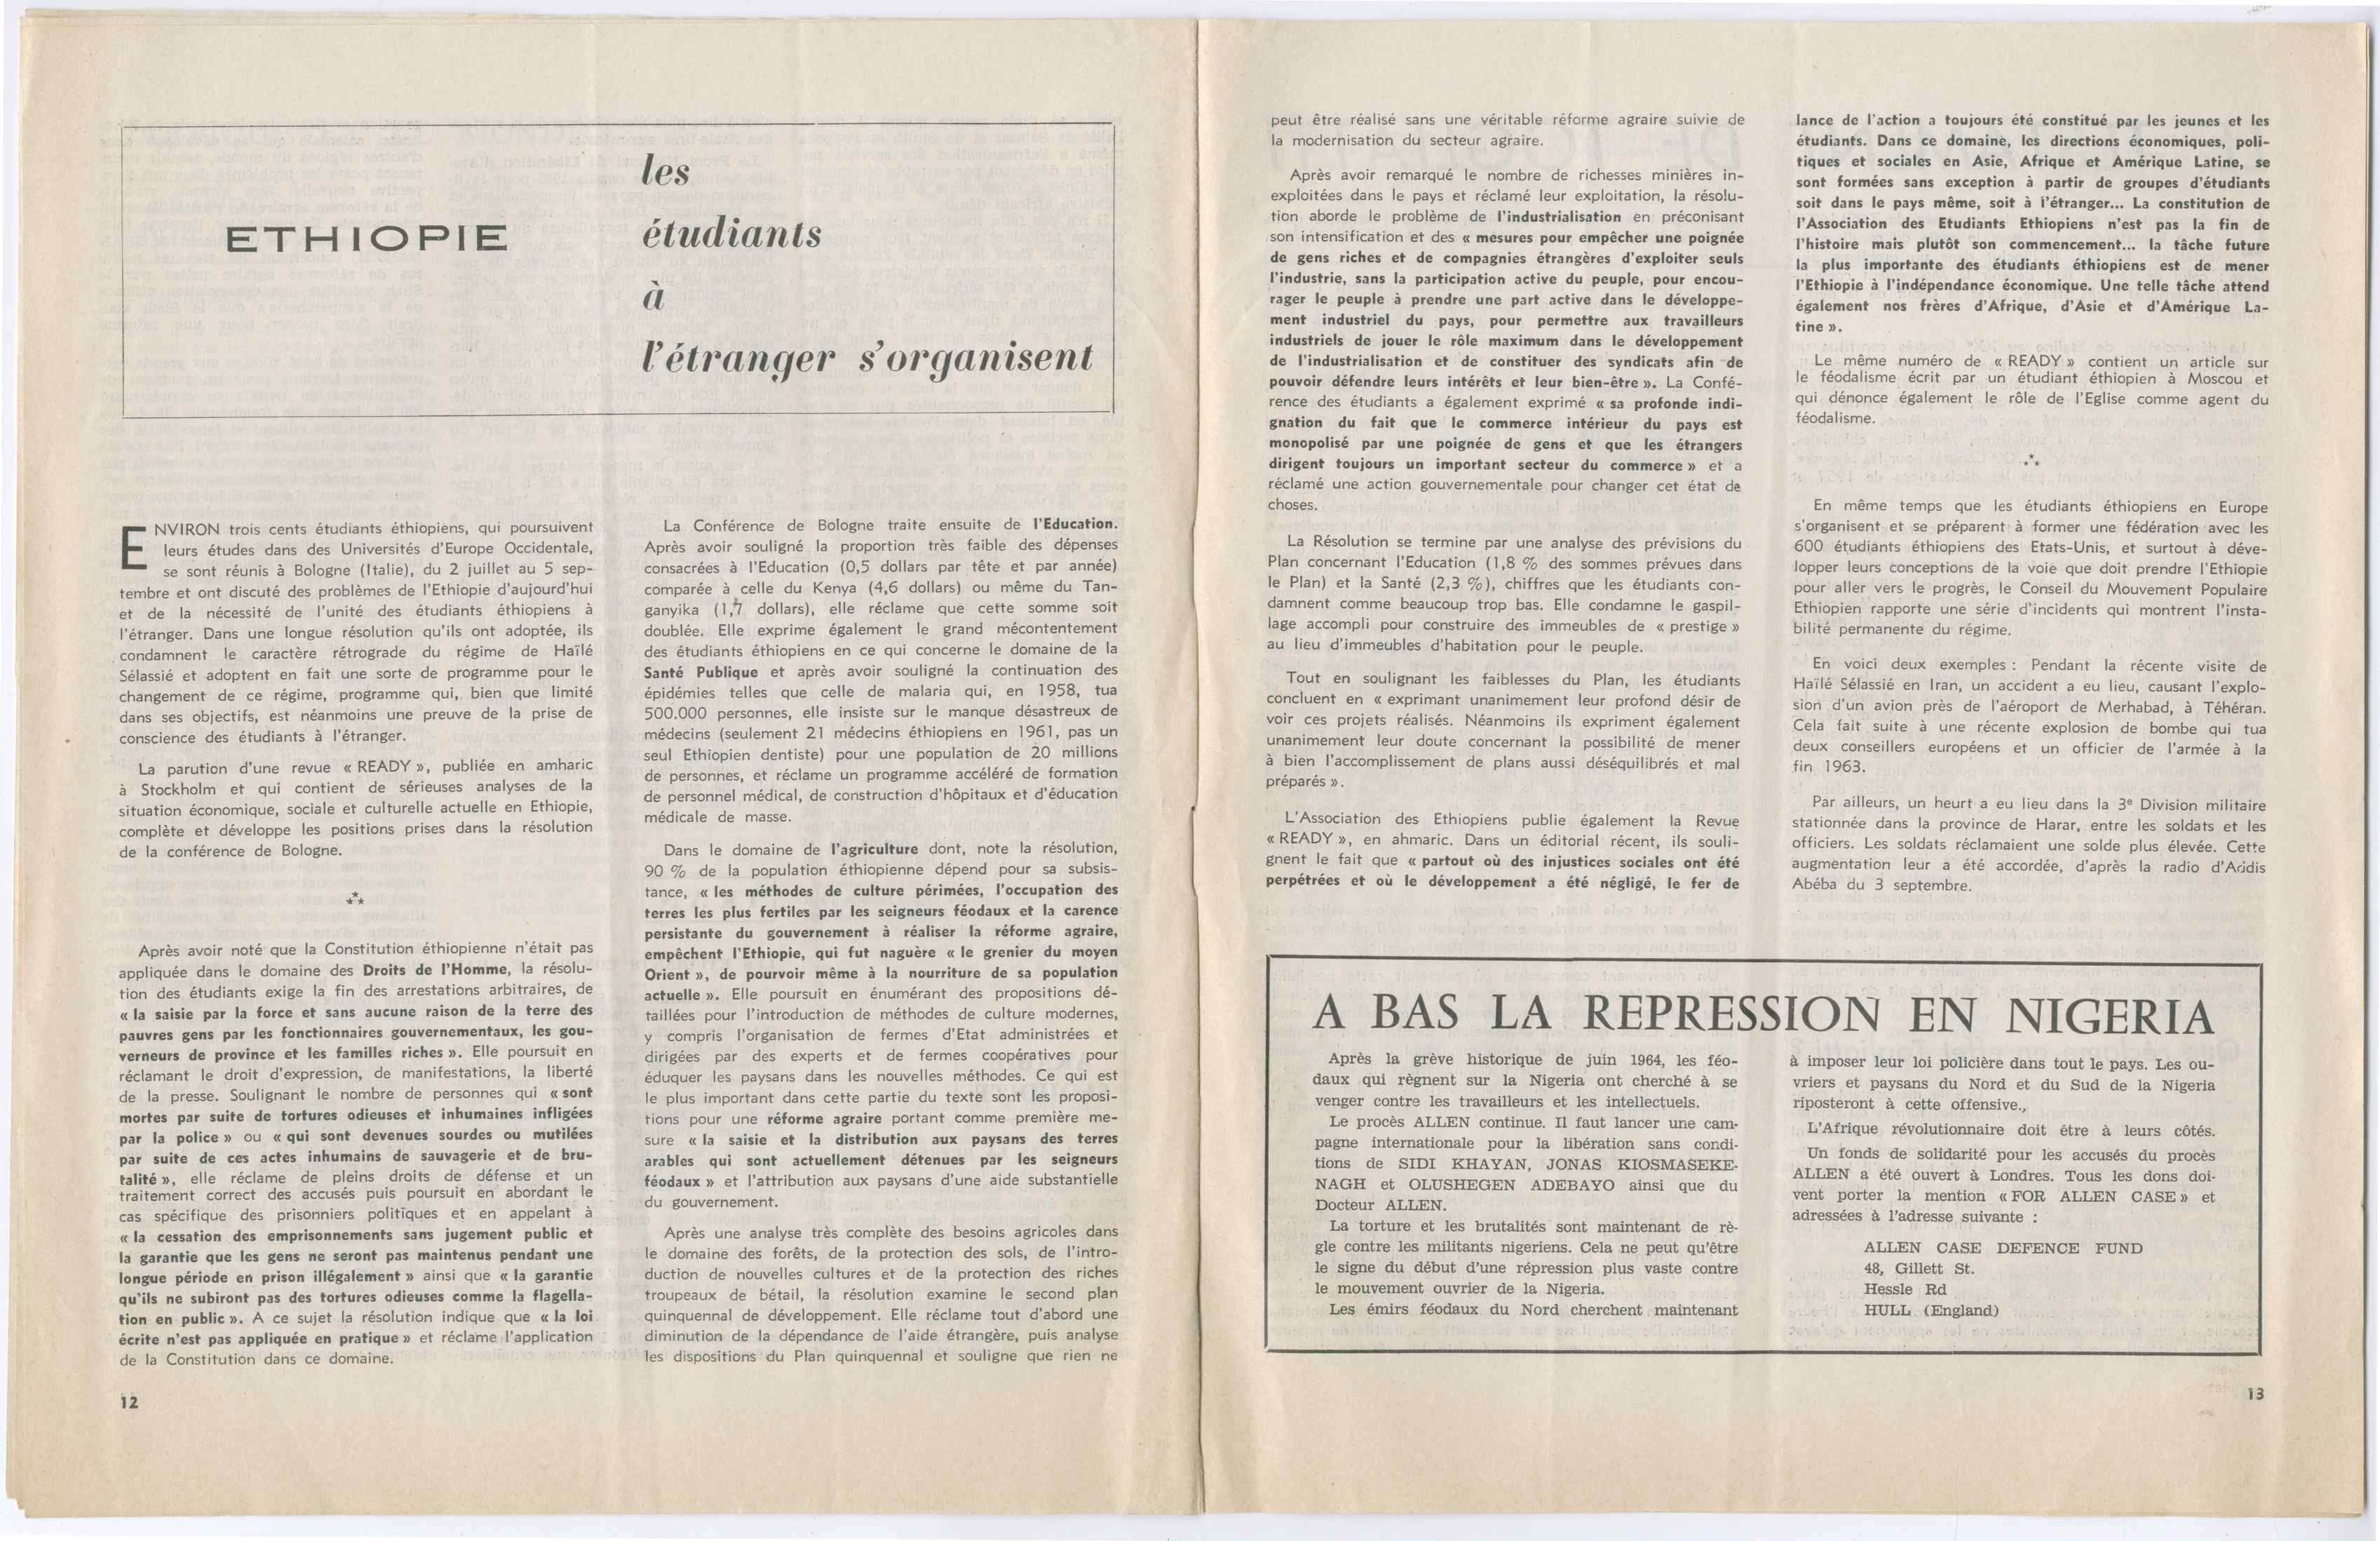 ETHIOPIE
les
étudiants
à
l'étranger s'organisent
ENVIRON trois cents étudiants éthiopiens, qui poursuivent
leurs études dans des Universités d'Europe Occidentale,
se sont réunis à Bologne (Italie), du 2 juillet au 5 sep-
tembre et ont discuté des problèmes de l'Ethiopie d'aujourd'hui
et de la nécessité de l'unité des étudiants éthiopiens à
l'étranger. Dans une longue résolution qu'ils ont adoptée, ils
condamnent le caractère rétrograde du régime de Haïlé
Sélassié et adoptent en fait une sorte de programme pour le
changement de ce régime, programme qui, bien que limité
dans ses objectifs, est néanmoins une preuve de la prise de
conscience des étudiants à l'étranger.
La parution d'une revue « READY », publiée en amharic
à Stockholm et qui contient de sérieuses analyses de la
situation économique, sociale et culturelle actuelle en Ethiopie,
complète et développe les positions prises dans la résolution
de la conférence de Bologne.
***
Après avoir noté que la Constitution éthiopienne n'était pas
appliquée dans le domaine des Droits de l'Homme, la résolu-
tion des étudiants exige la fin des arrestations arbitraires, de
« la saisie par la force et sans aucune raison de la terre des
pauvres gens par les fonctionnaires gouvernementaux, les gou-
verneurs de province et les familles riches ». Elle poursuit en
réclamant le droit d'expression, de manifestations, la liberté
de la presse. Soulignant le nombre de personnes qui « sont
mortes par suite de tortures odieuses et inhumaines infligées
par la police » ou « qui sont devenues sourdes ou mutilées
par suite de ces actes inhumains de sauvagerie et de bru-
talité », elle réclame de pleins droits de défense et un
traitement correct des accusés puis poursuit en abordant le
cas spécifique des prisonniers politiques et en appelant à
« la cessation des emprisonnements sans jugement public et
la garantie que les gens ne seront pas maintenus pendant une
longue période en prison illégalement » ainsi que « la garantie
qu'ils ne subiront pas des tortures odieuses comme la flagella-
tion en public ». A ce sujet la résolution indique que « la loi
écrite n'est pas appliquée en pratique » et réclame l'application
de la Constitution dans ce domaine.
12
La Conférence de Bologne traite ensuite de l'Education.
Après avoir souligné la proportion très faible des dépenses
consacrées à l'Education (0,5 dollars par tête et par année)
comparée à celle du Kenya (4,6 dollars) ou même du Tan-
ganyika (1,7 dollars), elle réclame que cette somme soit
doublée. Elle exprime également le grand mécontentement
des étudiants éthiopiens en ce qui concerne le domaine de la
Santé Publique et après avoir souligné la continuation des
épidémies telles que celle de malaria qui, en 1958, tua
500.000 personnes, elle insiste sur le manque désastreux de
médecins (seulement 21 médecins éthiopiens en 1961, pas un
seul Ethiopien dentiste) pour une population de 20 millions
de personnes, et réclame un programme accéléré de formation
de personnel médical, de construction d'hôpitaux et d'éducation
médicale de masse.
Dans le domaine de l'agriculture dont, note la résolution,
90 % de la population éthiopienne dépend pour sa subsis-
tance, « les méthodes de culture périmées, l'occupation des
terres les plus fertiles par les seigneurs féodaux et la carence
persistante du gouvernement à réaliser la réforme agraire,
empêchent l'Ethiopie, qui fut naguère « le grenier du moyen
Orient », de pourvoir même à la nourriture de sa population
actuelle ». Elle poursuit en énumérant des propositions dé-
taillées pour l'introduction de méthodes de culture modernes,
y compris l'organisation de fermes d'Etat administrées et
dirigées par des experts et de fermes coopératives pour
éduquer les paysans dans les nouvelles méthodes. Ce qui est
le plus important dans cette partie du texte sont les proposi-
tions pour une réforme agraire portant comme première me-
sure « la saisie et la distribution aux paysans des terres
arables qui sont actuellement détenues par les seigneurs
féodaux » et l'attribution aux paysans d'une aide substantielle
du gouvernement.
Après une analyse très complète des besoins agricoles dans
le domaine des forêts, de la protection des sols, de l'intro-
duction de nouvelles cultures et de la protection des riches
troupeaux de bétail, la résolution examine le second plan
quinquennal de développement. Elle réclame tout d'abord une
diminution de la dépendance de l'aide étrangère, puis analyse
les dispositions du Plan quinquennal et souligne que rien ne
peut être réalisé sans une véritable réforme agraire suivie de
la modernisation du secteur agraire.
Après avoir remarqué le nombre de richesses minières in-
exploitées dans le pays et réclamé leur exploitation, la résolu-
tion aborde le problème de l'industrialisation en préconisant
son intensification et des « mesures pour empêcher une poignée
de gens riches et de compagnies étrangères d'exploiter seuls
l'industrie, sans la participation active du peuple, pour encou-
rager le peuple à prendre une part active dans le développe-
ment industriel du pays, pour permettre aux travailleurs
industriels de jouer le rôle maximum dans le développement
de l'industrialisation et de constituer des syndicats afin de
pouvoir défendre leurs intérêts et leur bien-être ». La Confé-
rence des étudiants a également exprimé « sa profonde indi-
gnation du fait que le commerce intérieur du pays est
monopolisé par une poignée de gens et que les étrangers
dirigent toujours un important secteur du commerce » et a
réclamé une action gouvernementale pour changer cet état de
choses.
La Résolution se termine par une analyse des prévisions du
Plan concernant l'Education (1,8 % des sommes prévues dans
le Plan) et la Santé (2,3 %), chiffres que les étudiants con-
damnent comme beaucoup trop bas. Elle condamne le gaspil-
lage accompli pour construire des immeubles de « prestige »
au lieu d'immeubles d'habitation pour le peuple.
Tout en soulignant les faiblesses du Plan, les étudiants
concluent en « exprimant unanimement leur profond désir de
voir ces projets réalisés. Néanmoins ils expriment également
unanimement leur doute concernant la possibilité de mener
à bien l'accomplissement de plans aussi déséquilibrés et mal
préparés ».
L'Association des Ethiopiens publie également la Revue
« READY », en ahmaric. Dans un éditorial récent, ils souli-
gnent le fait que « partout où des injustices sociales ont été
perpétrées et où le développement a été négligé, le fer de
lance de l'action a toujours été constitué par les jeunes et les
étudiants. Dans ce domaine, les directions économiques, poli-
tiques et sociales en Asie, Afrique et Amérique Latine, se
sont formées sans exception à partir de groupes d'étudiants
soit dans le pays même, soit à l'étranger... La constitution de
l'Association des Etudiants Ethiopiens n'est pas la fin de
l'histoire mais plutôt son commencement... la tâche future
la plus importante des étudiants éthiopiens est de mener
l'Ethiopie à l'indépendance économique. Une telle tâche attend
également nos frères d'Afrique, d'Asie et d'Amérique La-
tine ».
Le même numéro de « READY » contient un article sur
le féodalisme écrit par un étudiant éthiopien à Moscou et
qui dénonce également le rôle de l'Eglise comme agent du
féodalisme.
***
En même temps que les étudiants éthiopiens en Europe
s'organisent et se préparent à former une fédération avec les
600 étudiants éthiopiens des Etats-Unis, et surtout à déve-
lopper leurs conceptions de la voie que doit prendre l'Ethiopie
pour aller vers le progrès, le Conseil du Mouvement Populaire
Ethiopien rapporte une série d'incidents qui montrent l'insta-
bilité permanente du régime.
En voici deux exemples : Pendant la récente visite de
Haïlé Sélassié en Iran, un accident a eu lieu, causant l'explo-
sion d'un avion près de l'aéroport de Merhabad, à Téhéran.
Cela fait suite à une récente explosion de bombe qui tua
deux conseillers européens et un officier de l'armée à la
fin 1963.
Par ailleurs, un heurt a eu lieu dans la 3e Division militaire
stationnée dans la province de Harar, entre les soldats et les
officiers. Les soldats réclamaient une solde plus élevée. Cette
augmentation leur a été accordée, d'après la radio d'Addis
Abéba du 3 septembre.
A BAS LA REPRESSION EN NIGERIA
Après la grève historique de juin 1964, les féo-
daux qui règnent sur la Nigeria ont cherché à se
venger contre les travailleurs et les intellectuels.
Le procès ALLEN continue. Il faut lancer une cam-
pagne internationale pour la libération sans condi-
tions de SIDI KHAYAN, JONAS KIOSMASEKE-
NAGH et OLUSHEGEN ADEBAYO ainsi que du
Docteur ALLEN.
La torture et les brutalités sont maintenant de rè-
gle contre les militants nigeriens. Cela ne peut qu'être
le signe du début d'une répression plus vaste contre
le mouvement ouvrier de la Nigeria.
Les émirs féodaux du Nord cherchent maintenant
à imposer leur loi policière dans tout le pays. Les ou-
vriers et paysans du Nord et du Sud de la Nigeria
riposteront à cette offensive.,
L'Afrique révolutionnaire doit être à leurs côtés.
Un fonds de solidarité pour les accusés du procès
ALLEN a été ouvert à Londres. Tous les dons doi-
vent porter la mention « FOR ALLEN CASE » et
adressées à l'adresse suivante :
ALLEN CASE DEFENCE FUND
48, Gillett St.
Hessle Rd
HULL (England)
13